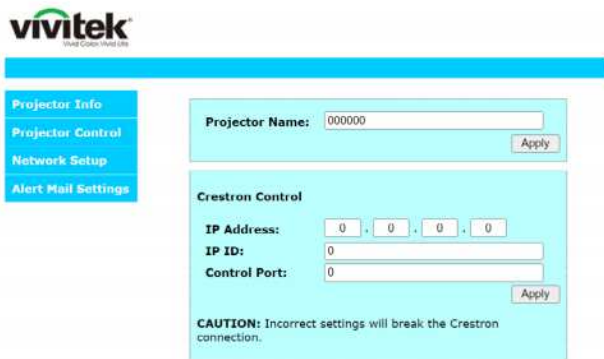 vivitek
Vivid Color, Vivid Life
Projector Info
Projector Control
Network Setup
Alert Mail Settings
Projector Name: 000000
Apply
Crestron Control
IP Address: 0 . 0 . 0 . 0
IP ID: 0
Control Port: 0
Apply
CAUTION: Incorrect settings will break the Crestron
connection.